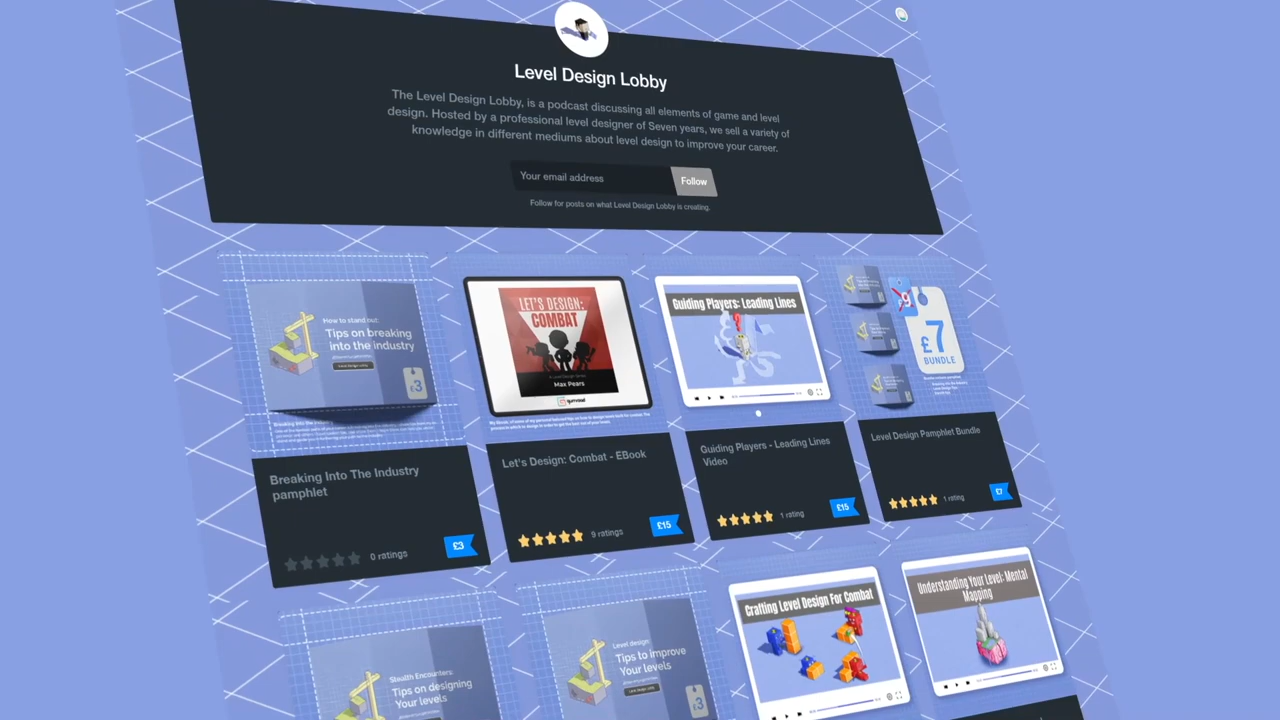 Level Design Lobby
The Level Design Lobby, is a podcast discussing all elements of game and level
design. Hosted by a professional level designer of Seven years, we sell a variety of
knowledge in different mediums about level design to improve your career.
Your email address
Follow
Follow for posts on what Level Design Lobby is creating.
How to stand out:
Tips on breaking
into the industry
£3
LET'S DESIGN:
COMBAT
Max Pears
gumroad
Guiding Players: Leading Lines
£7
BUNDLE
Breaking Into The Industry
pamphlet
0 ratings
£3
Let's Design: Combat - EBook
9 ratings
£15
Guiding Players - Leading Lines
Video
1 rating
£15
Level Design Pamphlet Bundle
1 rating
£7
Stealth Encounters:
Tips on designing
Your levels
Level design:
Tips to improve
Your levels
£3
Crafting Level Design For Combat
Understanding Your Level: Mental
Mapping